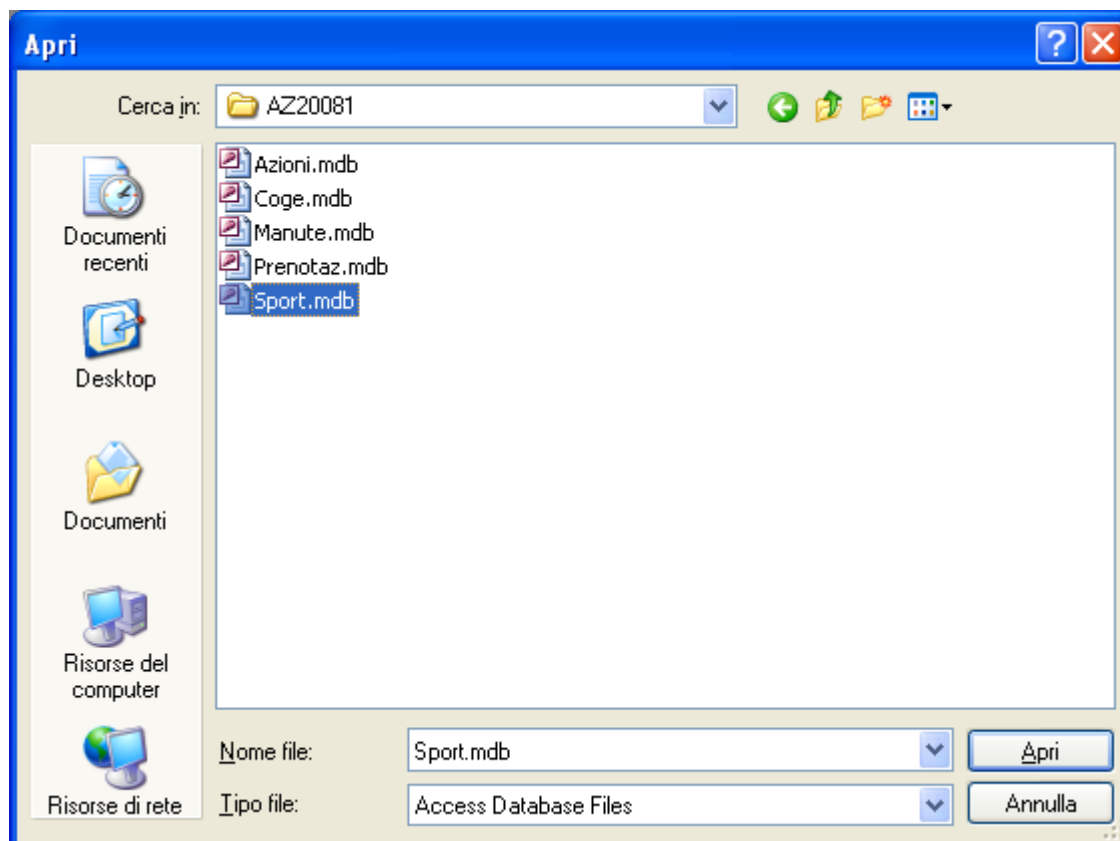 Apri
Cerca in:
AZ20081
Azioni.mdb
Coge.mdb
Manute.mdb
Prenotaz.mdb
Sport.mdb
Documenti
recenti
Desktop
Documenti
Risorse del
computer
Risorse di rete
Nome file:
Sport.mdb
Apri
Tipo file:
Access Database Files
Annulla